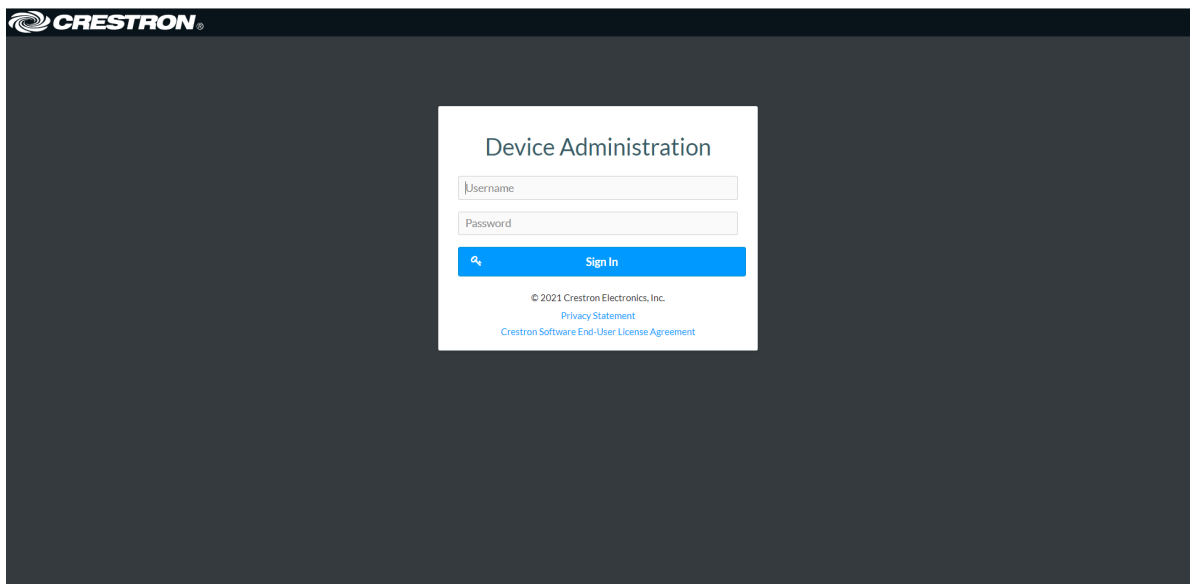 CRESTRON®
Device Administration
Username
Password
Sign In
© 2021 Crestron Electronics, Inc.
Privacy Statement
Crestron Software End-User License Agreement